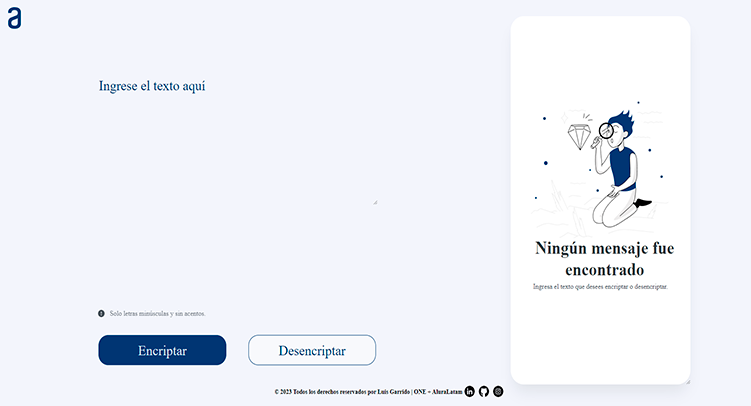 a
Ingrese el texto aquí
Solo letras minúsculas y sin acentos.
Encriptar
Desencriptar
Ningún mensaje fue
encontrado
Ingresa el texto que desees encriptar o desencriptar.
© 2023 Todos los derechos reservados por Luis Garrido | ONE - AluraLatam